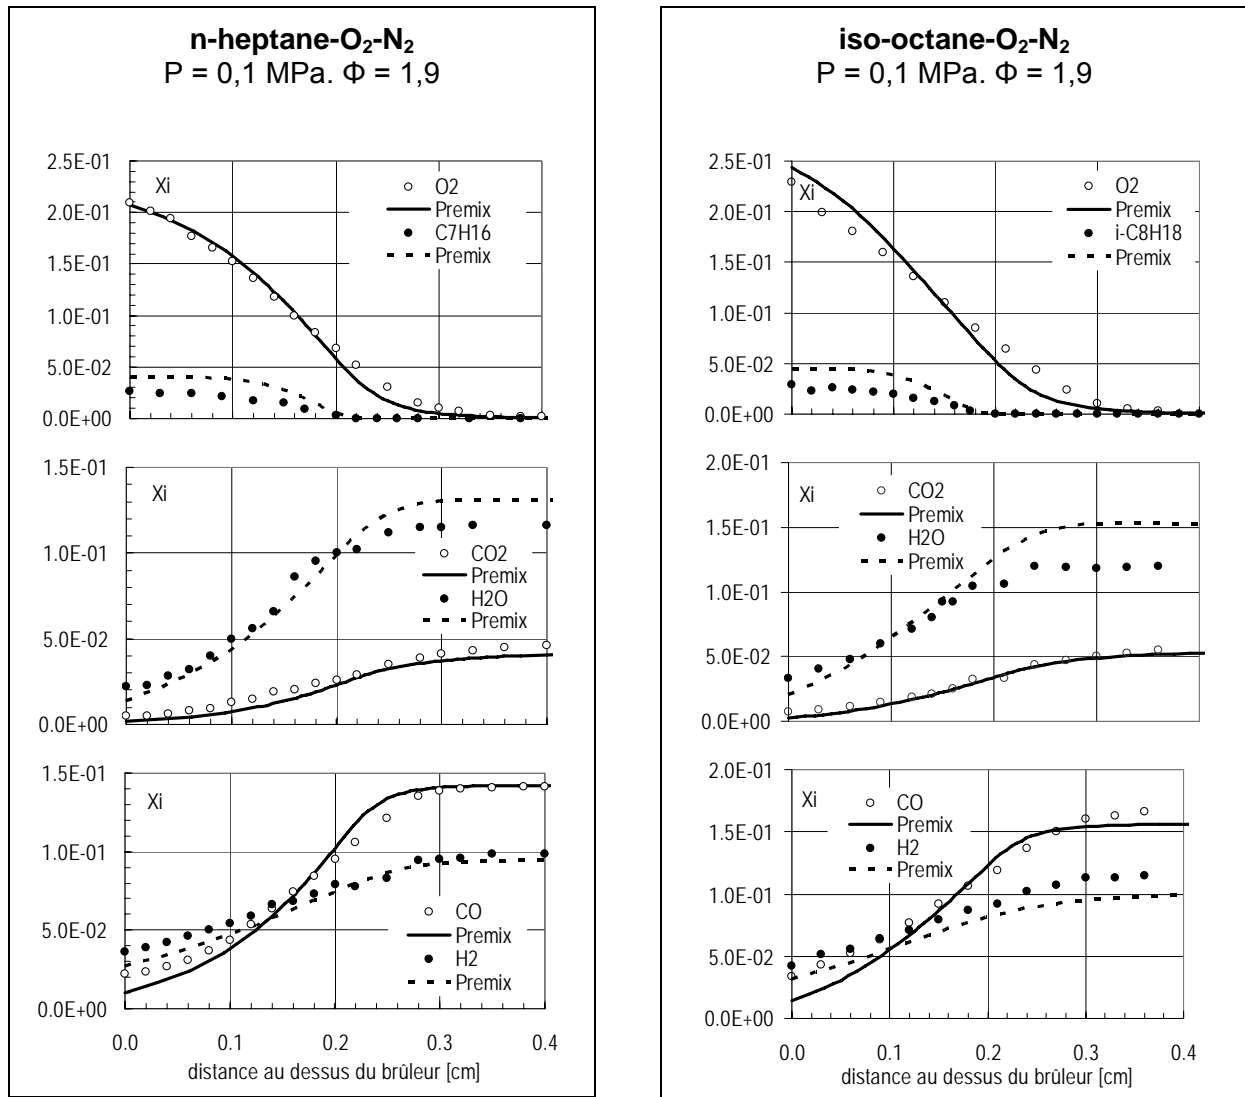 n-heptane-O₂-N₂
P = 0,1 MPa. Φ = 1,9
2.5E-01
2.0E-01
1.5E-01
1.0E-01
5.0E-02
0.0E+00
Xi
O2
Premix
C7H16
Premix
1.5E-01
1.0E-01
5.0E-02
0.0E+00
Xi
CO2
Premix
H2O
Premix
1.5E-01
1.0E-01
5.0E-02
0.0E+00
Xi
CO
Premix
H2
Premix
0.0 0.1 0.2 0.3 0.4
distance au dessus du brûleur [cm]
iso-octane-O₂-N₂
P = 0,1 MPa. Φ = 1,9
2.5E-01
2.0E-01
1.5E-01
1.0E-01
5.0E-02
0.0E+00
Xi
O2
Premix
i-C8H18
Premix
2.0E-01
1.5E-01
1.0E-01
5.0E-02
0.0E+00
Xi
CO2
Premix
H2O
Premix
2.0E-01
1.5E-01
1.0E-01
5.0E-02
0.0E+00
Xi
CO
Premix
H2
Premix
0.0 0.1 0.2 0.3 0.4
distance au dessus du brûleur [cm]